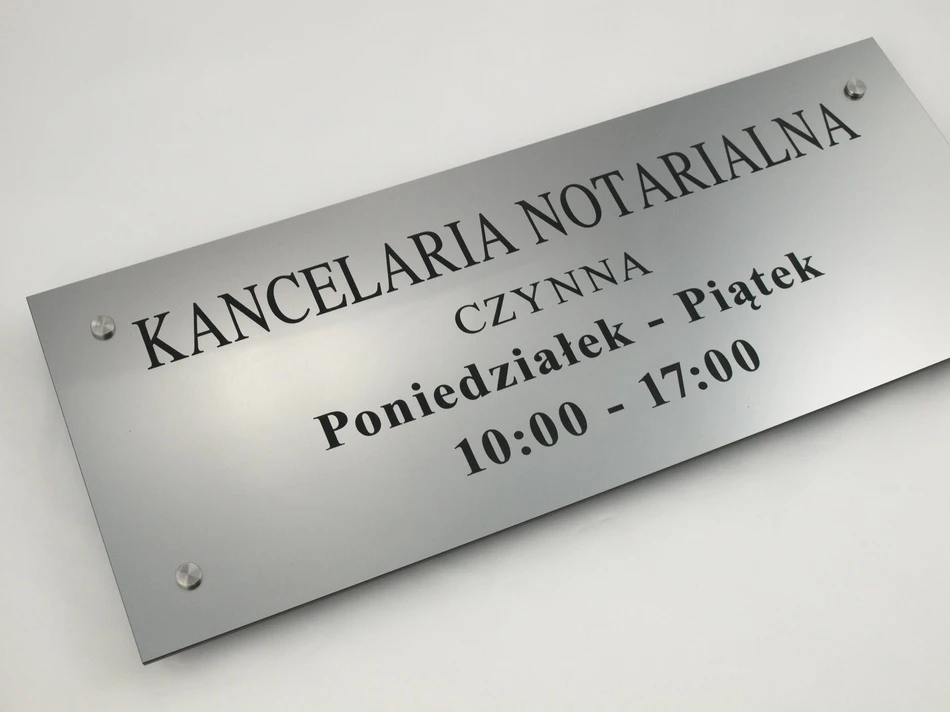 KANCELARIA NOTARIALNA
CZYNNA
Poniedziałek - Piątek
10:00 - 17:00